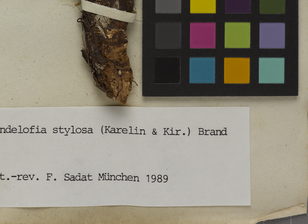 ndelofia stylosa (Karelin & Kir.) Brand
t.-rev. F. Sadat München 1989